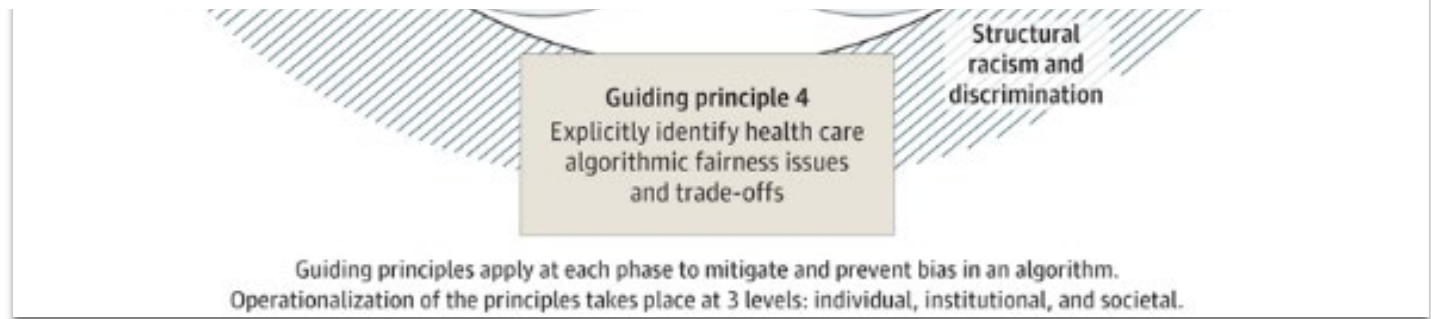 Structural
racism and
discrimination
Guiding principle 4
Explicitly identify health care
algorithmic fairness issues
and trade-offs
Guiding principles apply at each phase to mitigate and prevent bias in an algorithm.
Operationalization of the principles takes place at 3 levels: individual, institutional, and societal.